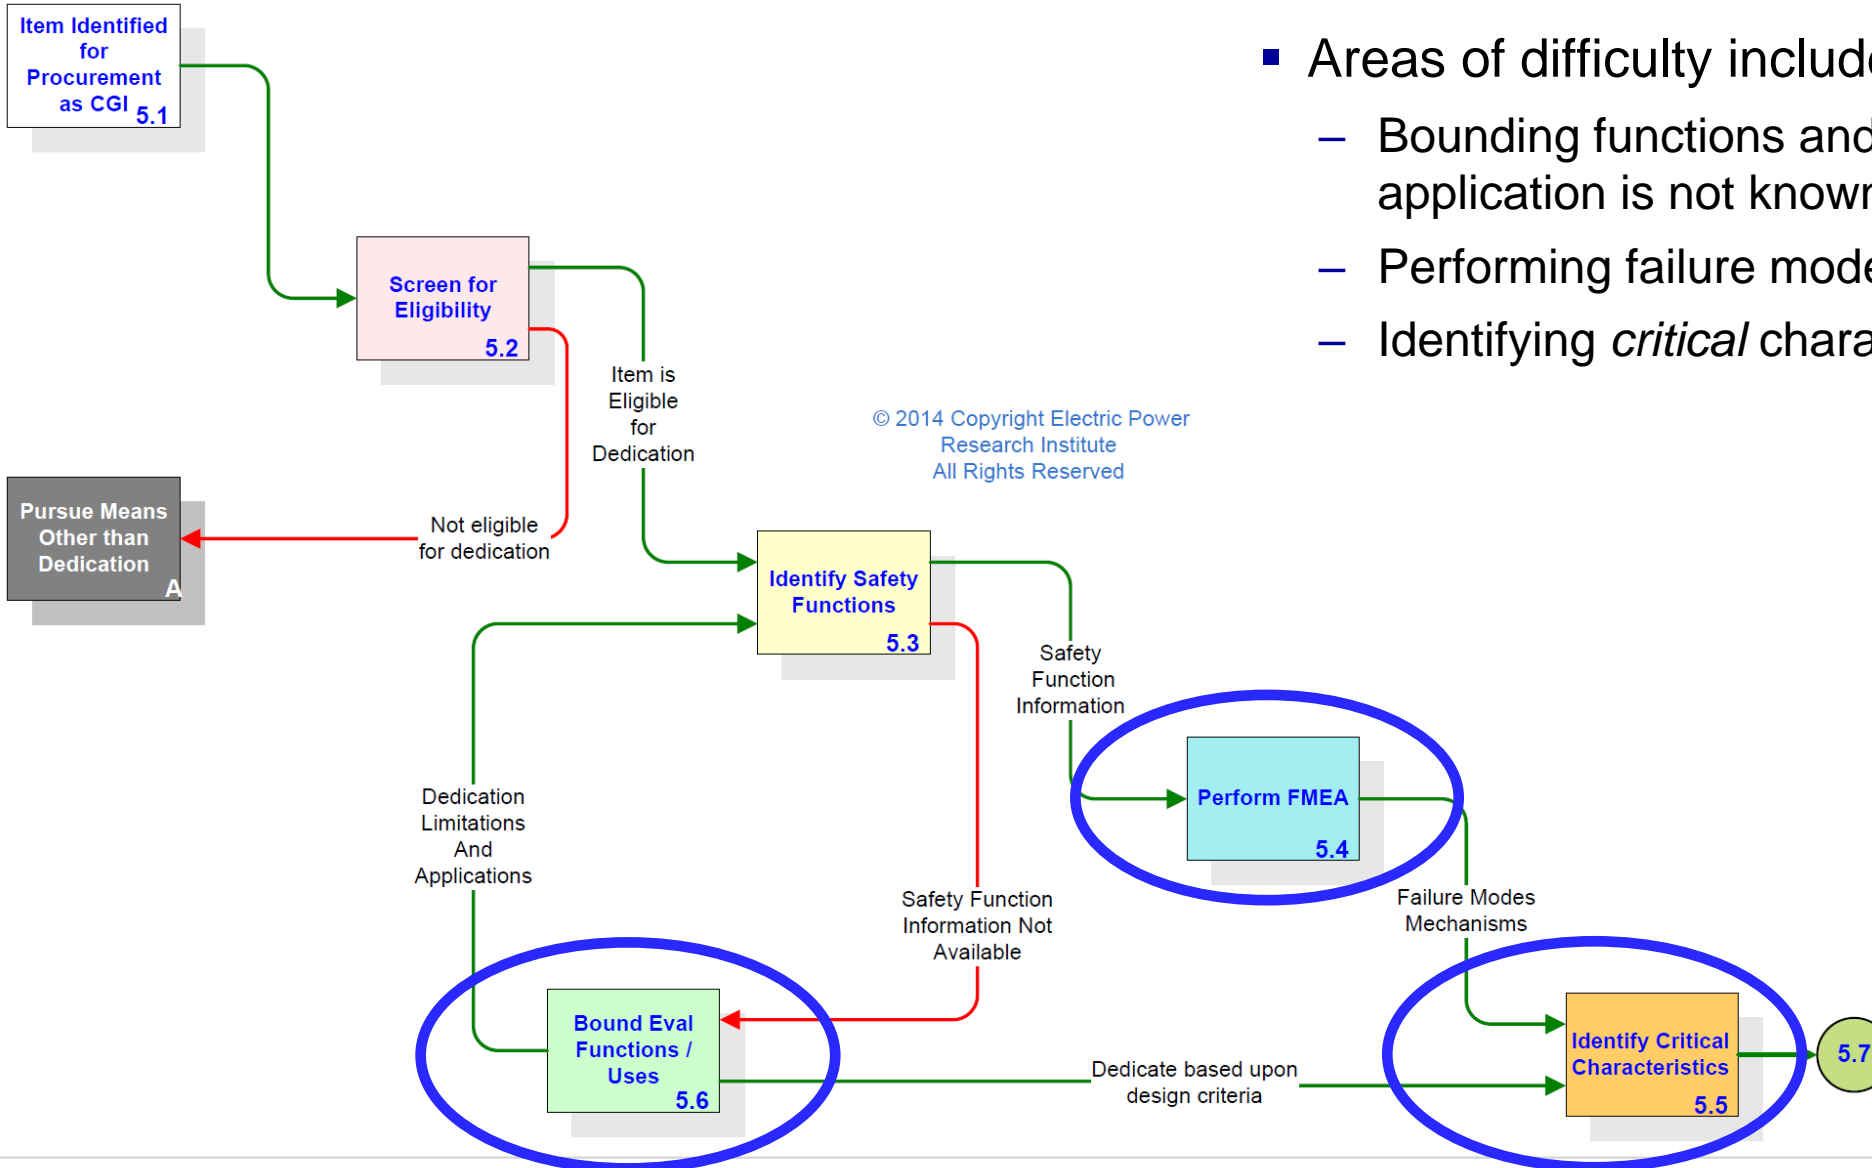 Item Identified
for
Procurement
as CGI
5.1
Areas of difficulty include
– Bounding functions and
application is not known
– Performing failure mode
– Identifying critical chara
Screen for
Eligibility
5.2
Item is
Eligible
for
Dedication
© 2014 Copyright Electric Power
Research Institute
All Rights Reserved
Pursue Means
Other than
Dedication
A
Not eligible
for dedication
Identify Safety
Functions
5.3
Safety
Function
Information
Perform FMEA
5.4
Dedication
Limitations
And
Applications
Safety Function
Information Not
Available
Failure Modes
Mechanisms
Bound Eval
Functions /
Uses
5.6
Dedicate based upon
design criteria
Identify Critical
Characteristics
5.5
5.7